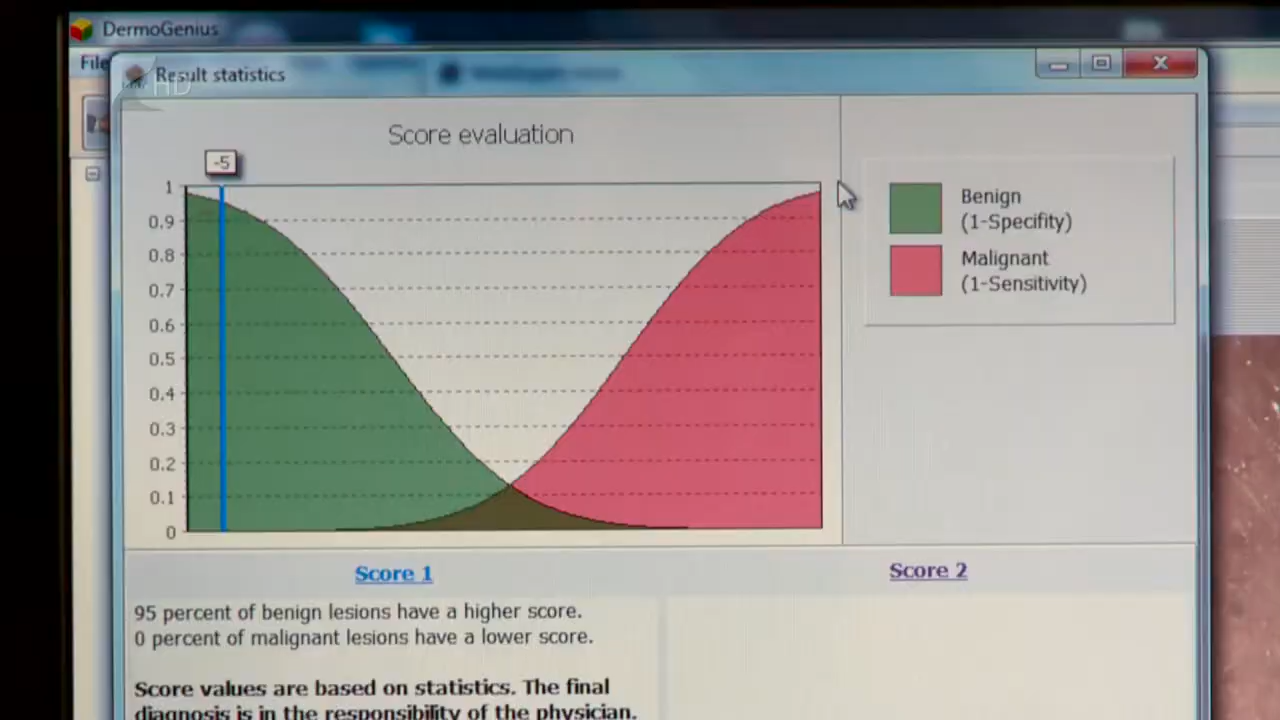 DermoGenius
File
Result statistics
HD
Score evaluation
-5
1
0.9
0.8
0.7
0.6
0.5
0.4
0.3
0.2
0.1
0
Benign
(1-Specifity)
Malignant
(1-Sensitivity)
Score 1
Score 2
95 percent of benign lesions have a higher score.
0 percent of malignant lesions have a lower score.
Score values are based on statistics. The final
diagnosis is in the responsibility of the physician.